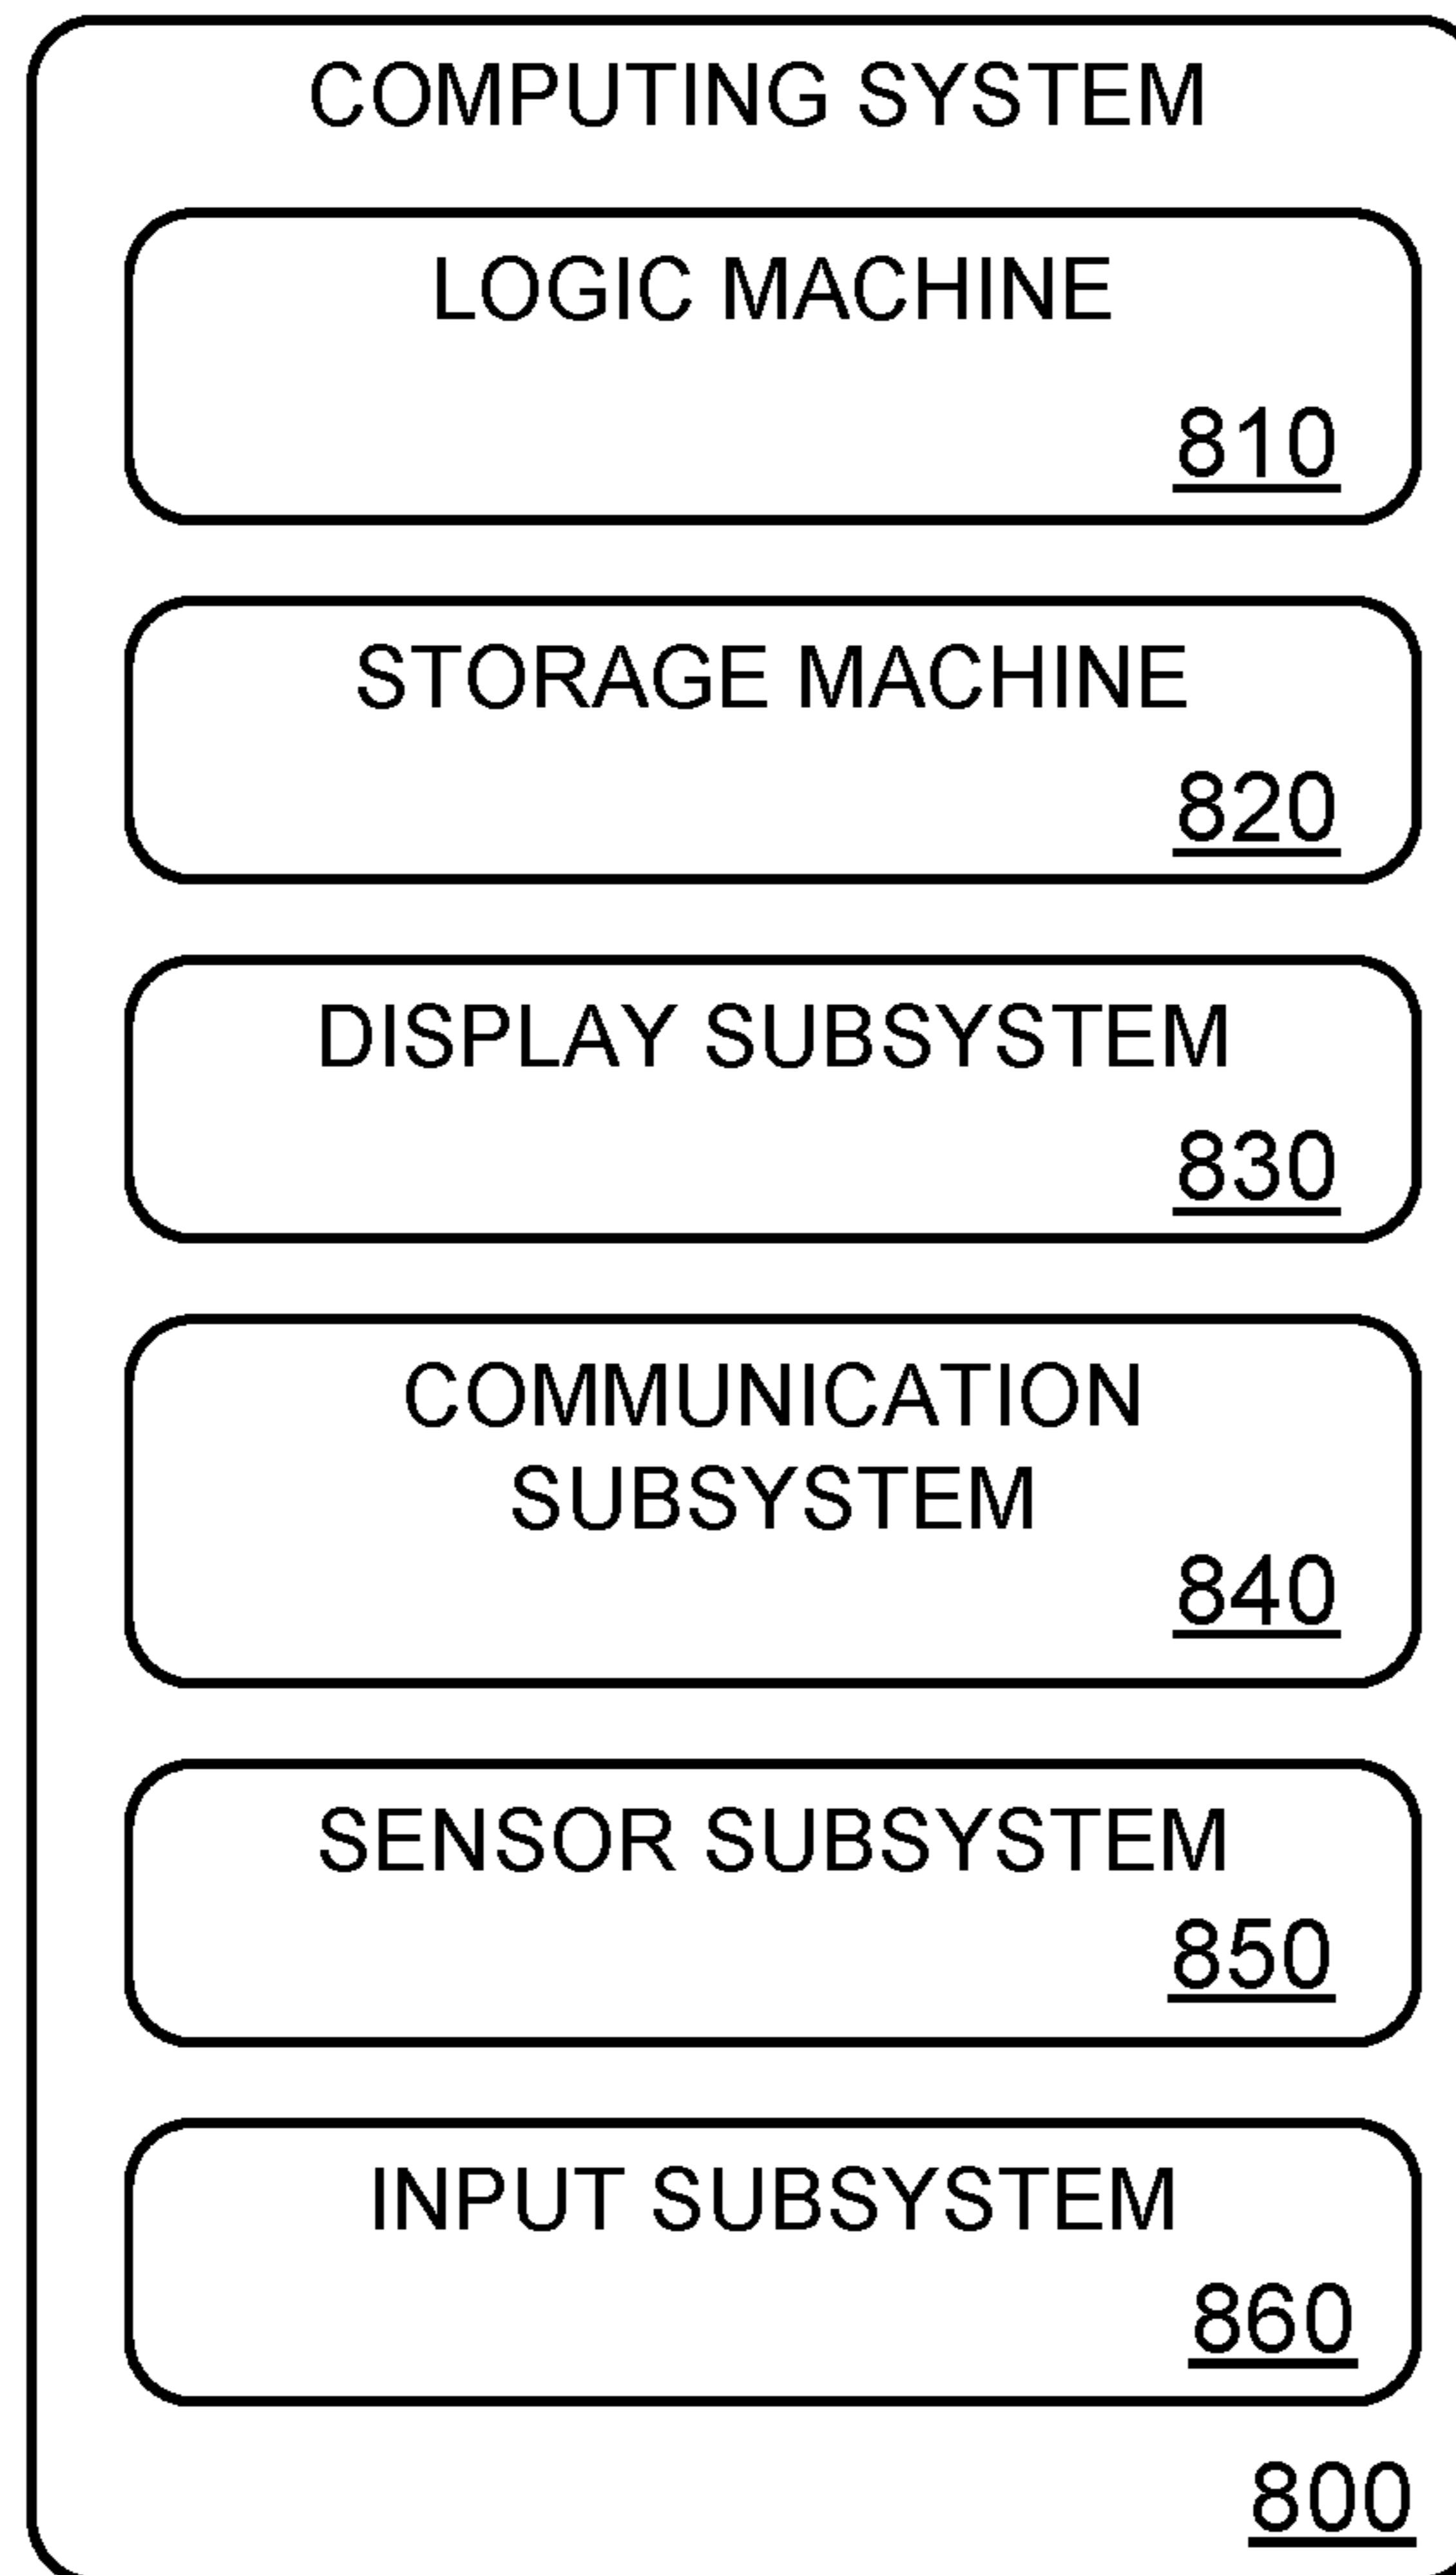 COMPUTING SYSTEM
LOGIC MACHINE
810
STORAGE MACHINE
820
DISPLAY SUBSYSTEM
830
COMMUNICATION
SUBSYSTEM
840
SENSOR SUBSYSTEM
850
INPUT SUBSYSTEM
860
800